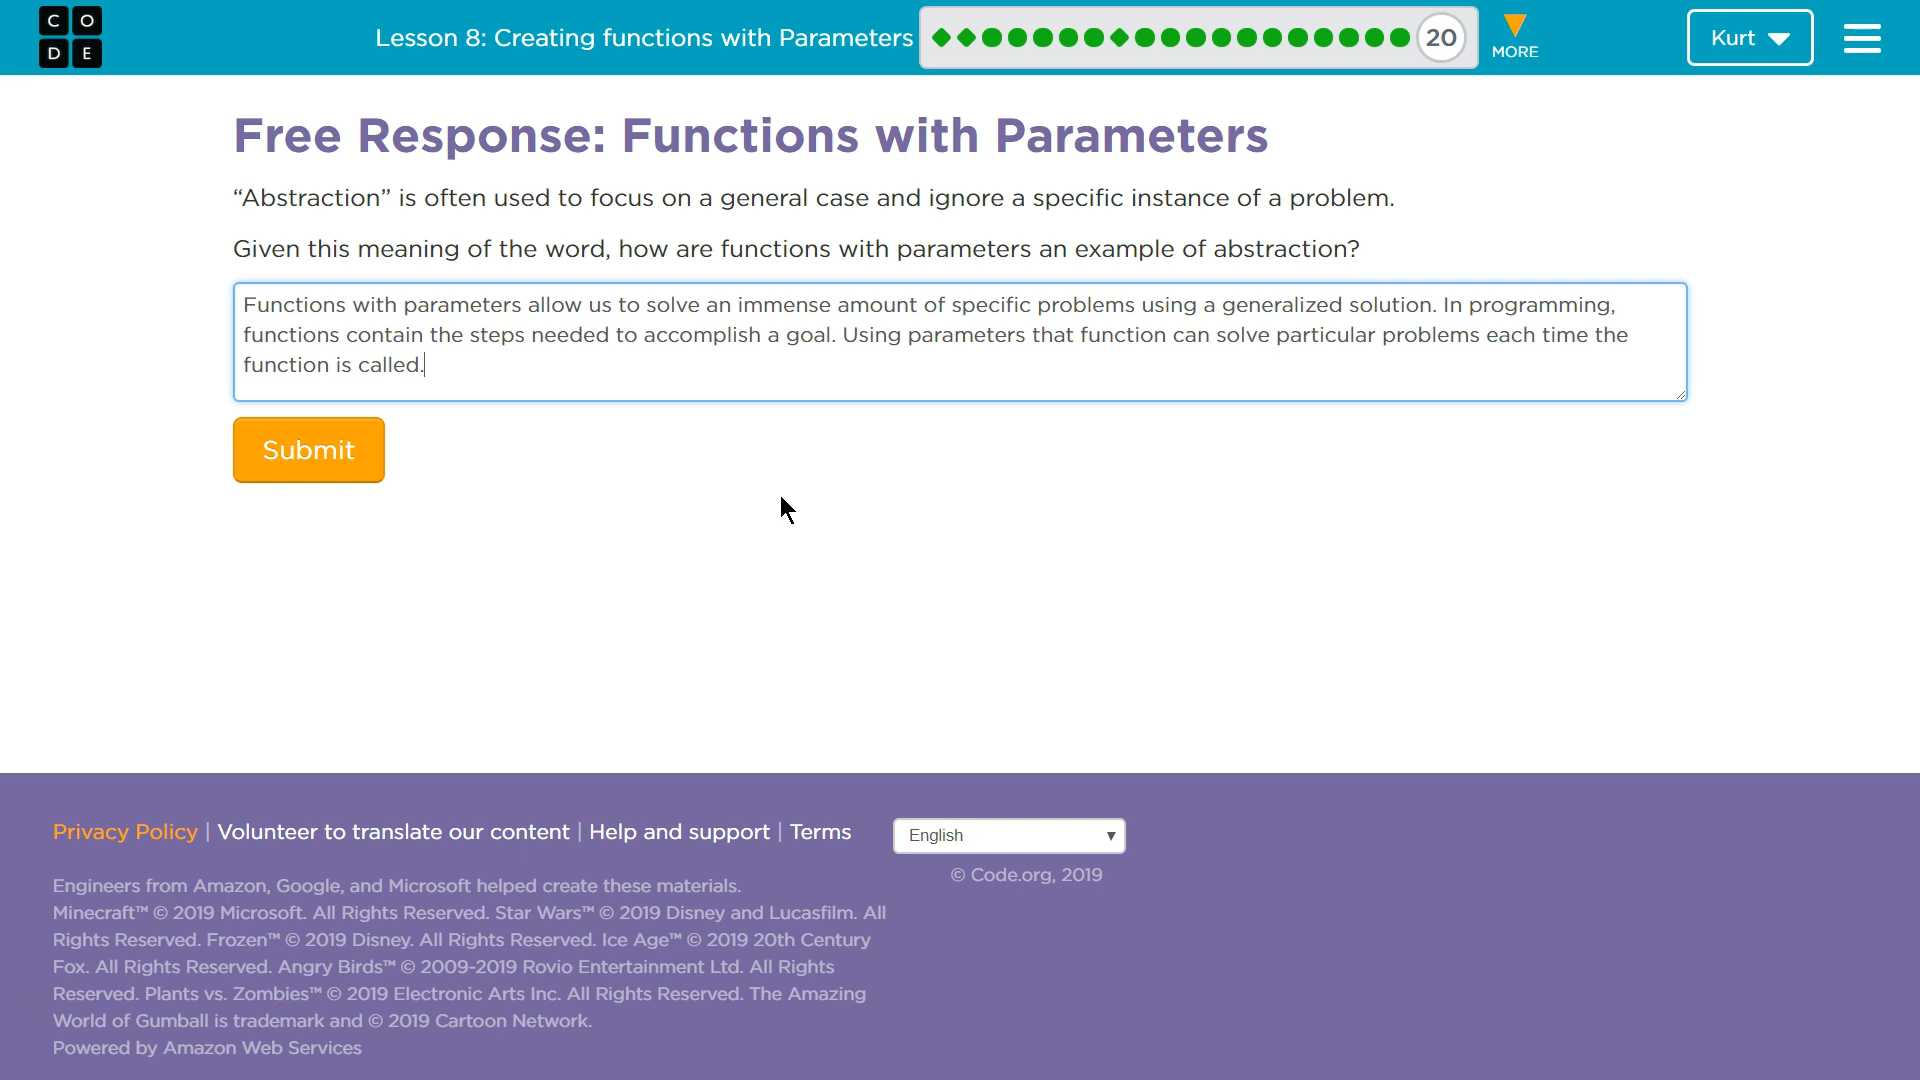 C O
D E
Lesson 8: Creating functions with Parameters
20
MORE
Kurt
Free Response: Functions with Parameters
“Abstraction” is often used to focus on a general case and ignore a specific instance of a problem.
Given this meaning of the word, how are functions with parameters an example of abstraction?
Functions with parameters allow us to solve an immense amount of specific problems using a generalized solution. In programming,
functions contain the steps needed to accomplish a goal. Using parameters that function can solve particular problems each time the
function is called.
Submit
Privacy Policy | Volunteer to translate our content | Help and support | Terms
English
© Code.org, 2019
Engineers from Amazon, Google, and Microsoft helped create these materials.
Minecraft™ © 2019 Microsoft. All Rights Reserved. Star Wars™ © 2019 Disney and Lucasfilm. All
Rights Reserved. Frozen™ © 2019 Disney. All Rights Reserved. Ice Age™ © 2019 20th Century
Fox. All Rights Reserved. Angry Birds™ © 2009-2019 Rovio Entertainment Ltd. All Rights
Reserved. Plants vs. Zombies™ © 2019 Electronic Arts Inc. All Rights Reserved. The Amazing
World of Gumball is trademark and © 2019 Cartoon Network.
Powered by Amazon Web Services